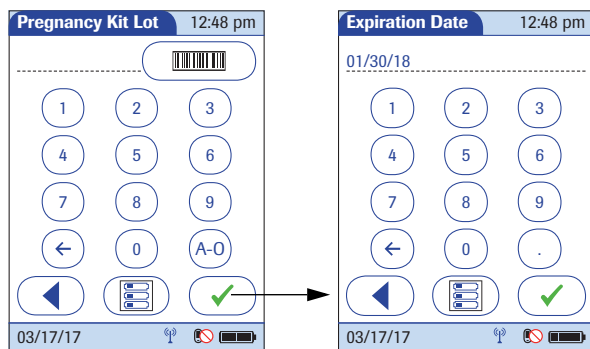 Pregnancy Kit Lot 12:48 pm
1 2 3
4 5 6
7 8 9
0 A-O
03/17/17
Expiration Date 12:48 pm
01/30/18
1 2 3
4 5 6
7 8 9
0 .
03/17/17